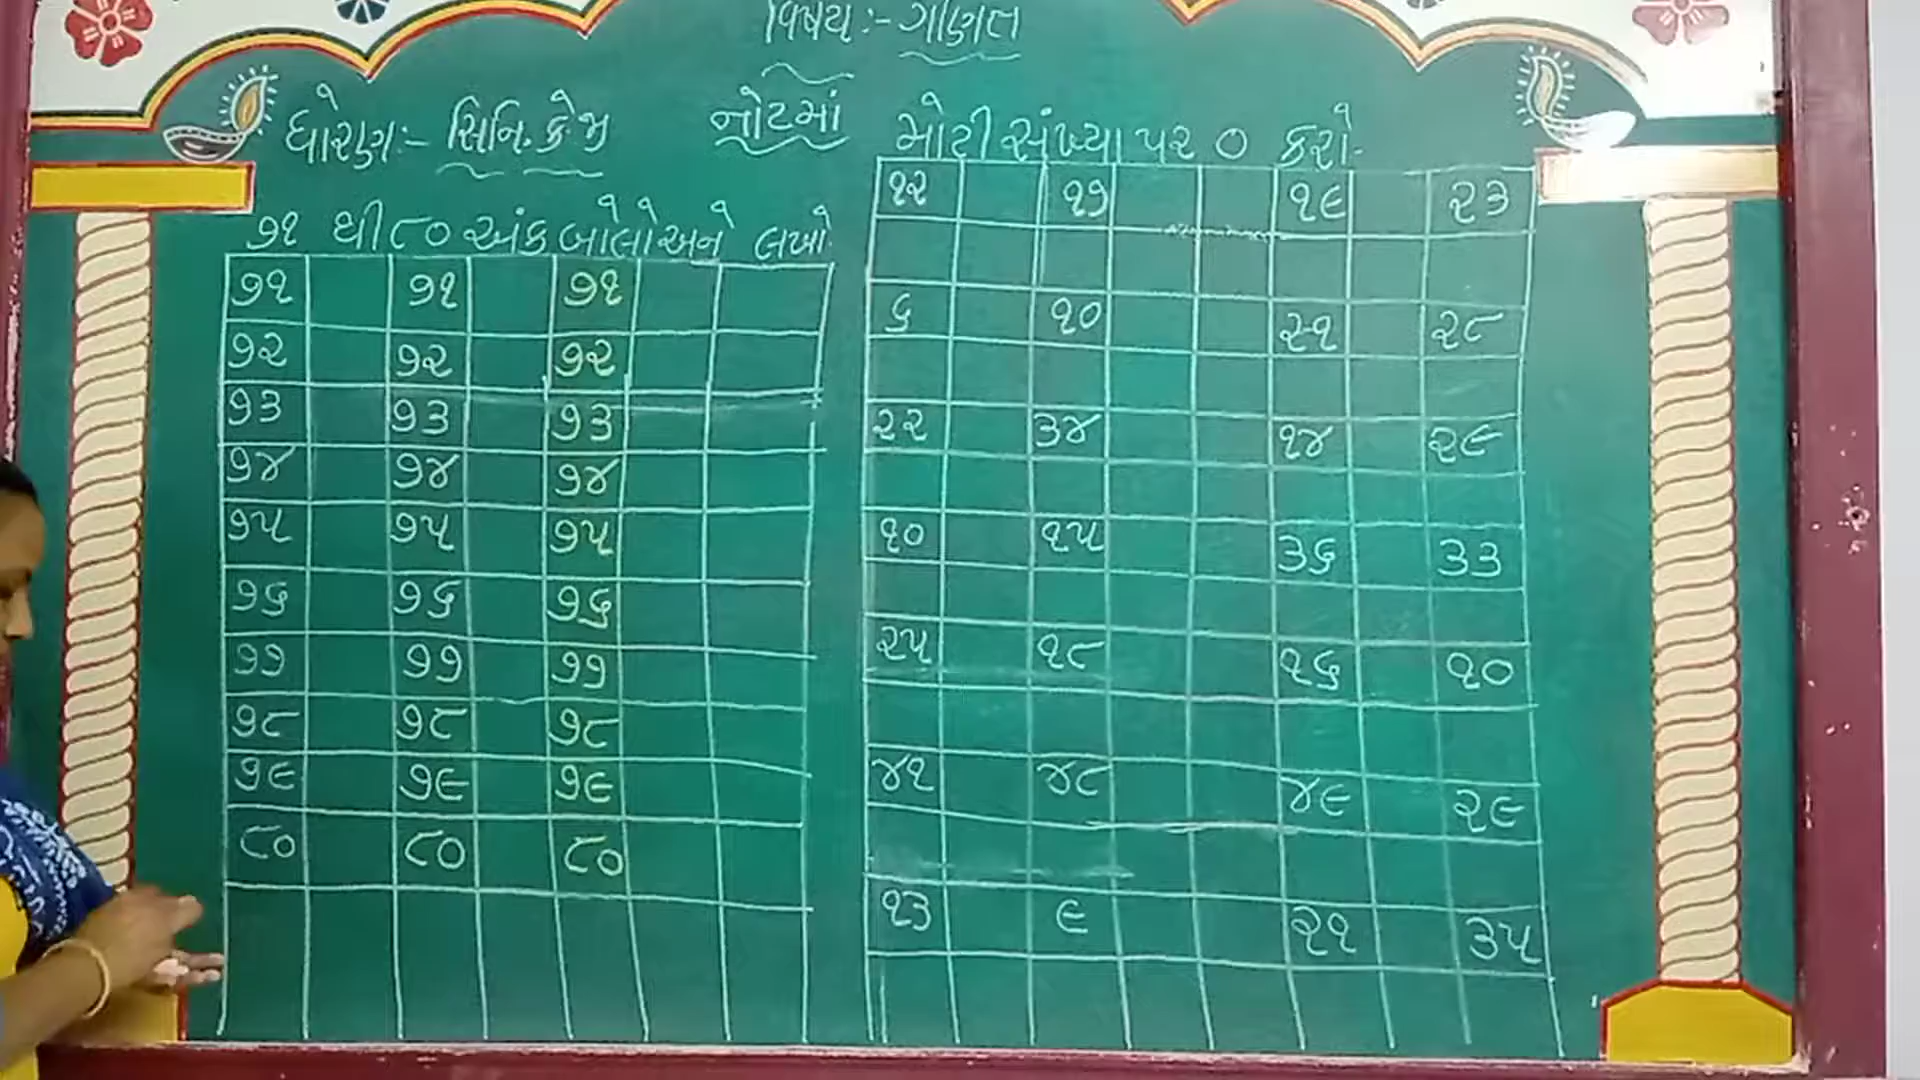 વિષય:- ગણિત
ધોરણ:- સિનિ. કે.જી
નોટમાં
૭૧ થી ૮૦ અંક બોલો અને લખો.
૭૧ ૭૧ ૭૧
૭૨ ૭૨ ૭૨
૭૩ ૭૩ ૭૩
૭૪ ૭૪ ૭૪
૭૫ ૭૫ ૭૫
૭૬ ૭૬ ૭૬
૭૭ ૭૭ ૭૭
૭૮ ૭૮ ૭૮
૭૯ ૭૯ ૭૯
૮૦ ૮૦ ૮૦
મોટી સંખ્યા પર ૦ કરો.
૧૨ ૧૭ ૧૯ ૨૩
૬ ૧૦ ૨૧ ૨૮
૨૨ ૩૪ ૧૪ ૨૯
૧૦ ૧૫ ૩૬ ૩૩
૨૫ ૧૮ ૧૬ ૧૦
૪૧ ૪૮ ૪૯ ૨૯
૧૩ ૯ ૨૧ ૩૫